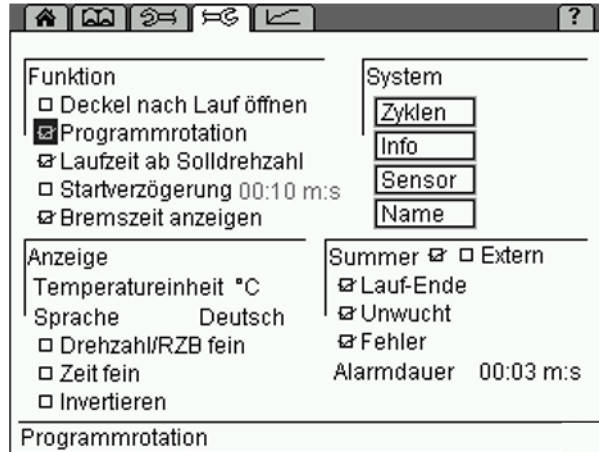 ?
Funktion
Deckel nach Lauf öffnen
Programmrotation
Laufzeit ab Solldrehzahl
Startverzögerung 00:10 m:s
Bremszeit anzeigen
System
Zyklen
Info
Sensor
Name
Anzeige
Temperatureinheit °C
Sprache Deutsch
Drehzahl/RZB fein
Zeit fein
Invertieren
Summer Extern
Lauf-Ende
Unwucht
Fehler
Alarmdauer 00:03 m:s
Programmrotation